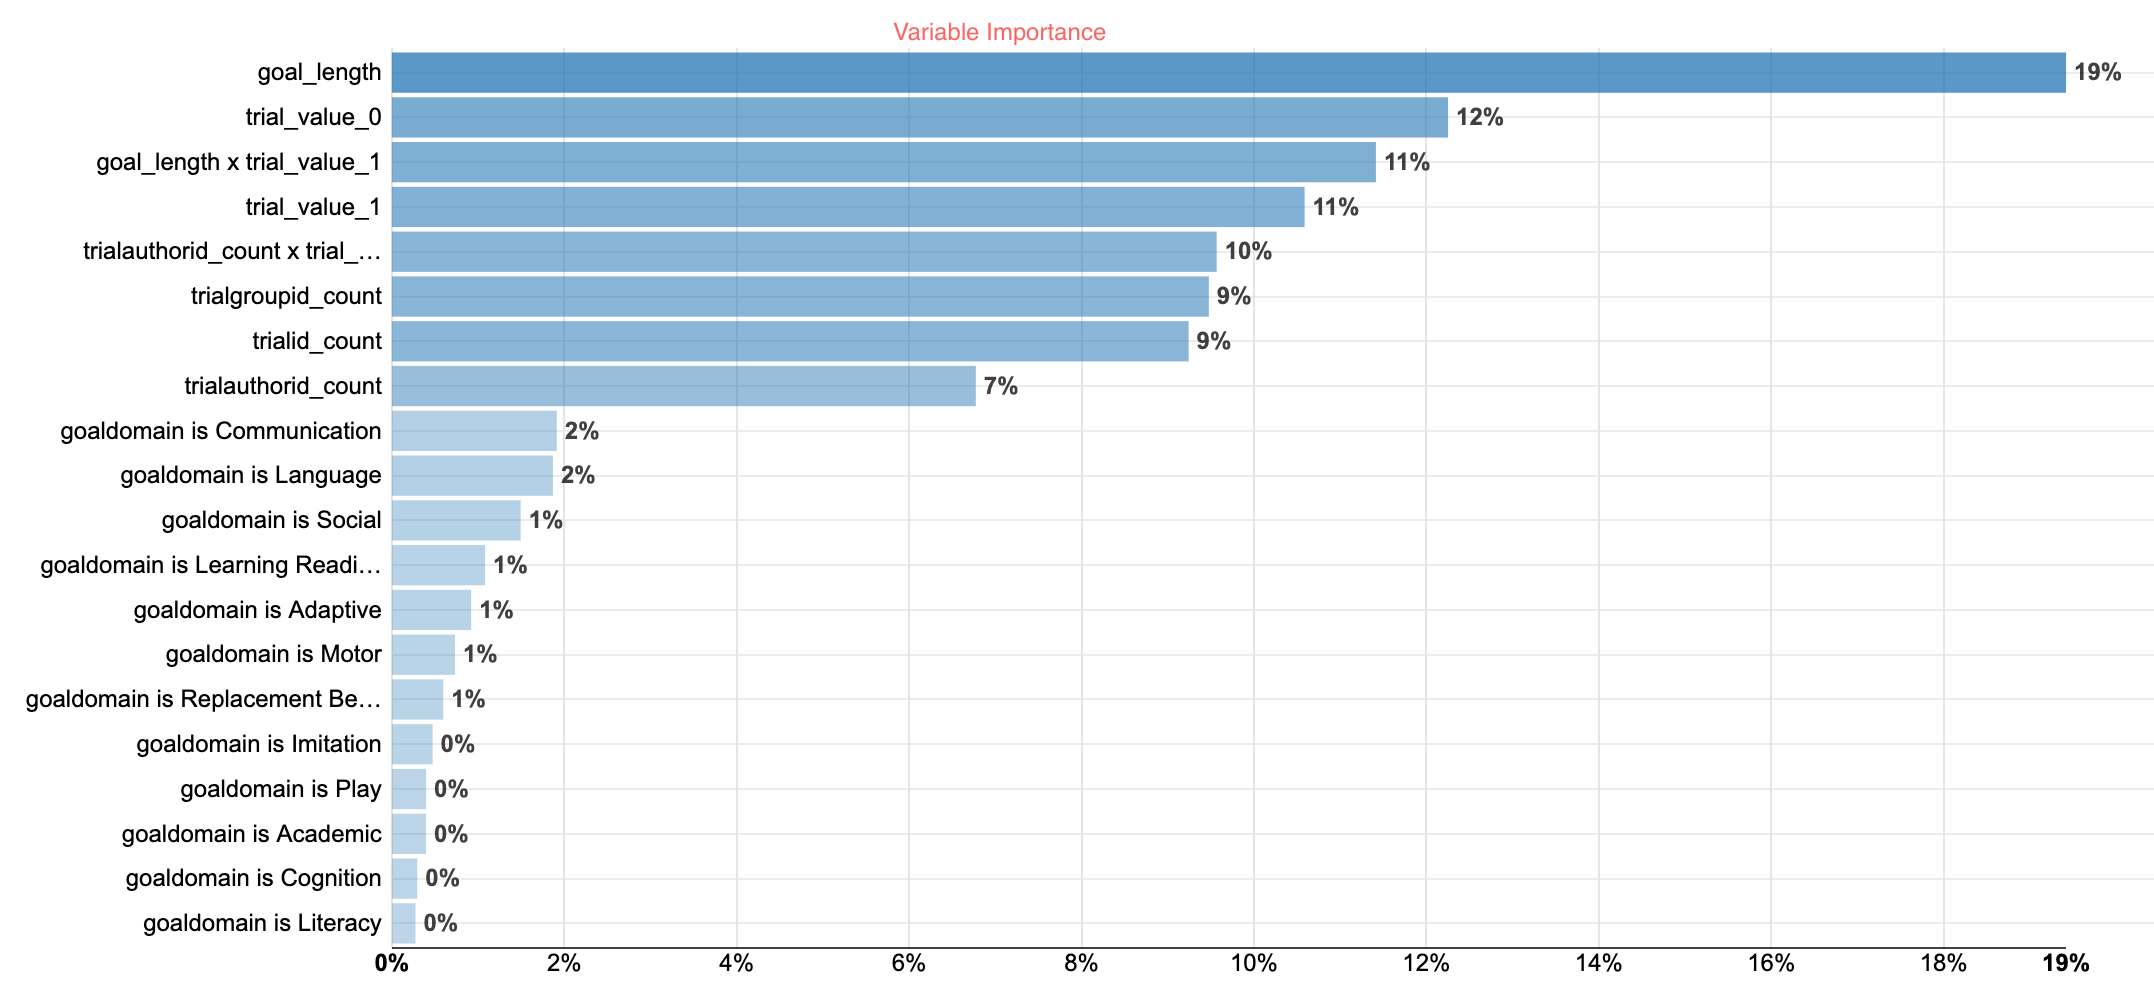 Variable Importance
goal_length 19%
trial_value_0 12%
goal_length x trial_value_1 11%
trial_value_1 11%
trialauthorid_count x trial_… 10%
trialgroupid_count 9%
trialid_count 9%
trialauthorid_count 7%
goaldomain is Communication 2%
goaldomain is Language 2%
goaldomain is Social 1%
goaldomain is Learning Readi… 1%
goaldomain is Adaptive 1%
goaldomain is Motor 1%
goaldomain is Replacement Be… 1%
goaldomain is Imitation 0%
goaldomain is Play 0%
goaldomain is Academic 0%
goaldomain is Cognition 0%
goaldomain is Literacy 0%
0% 2% 4% 6% 8% 10% 12% 14% 16% 18% 19%